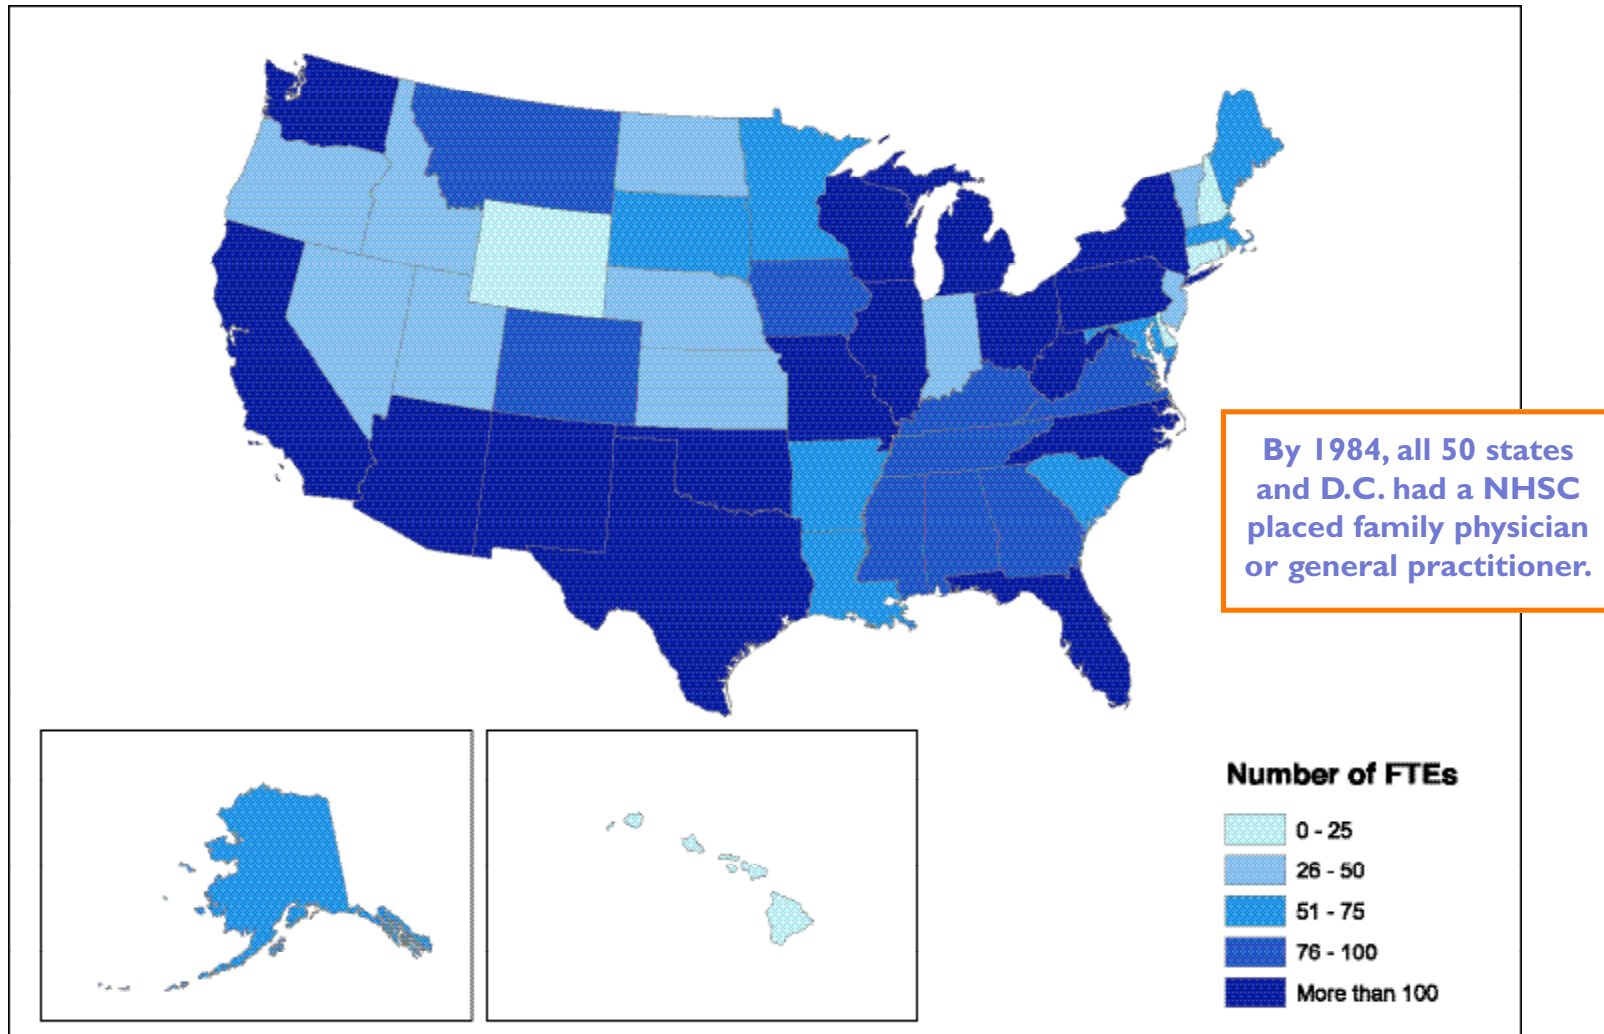 By 1984, all 50 states
and D.C. had a NHSC
placed family physician
or general practitioner.
Number of FTEs
0 - 25
26 - 50
51 - 75
76 - 100
More than 100